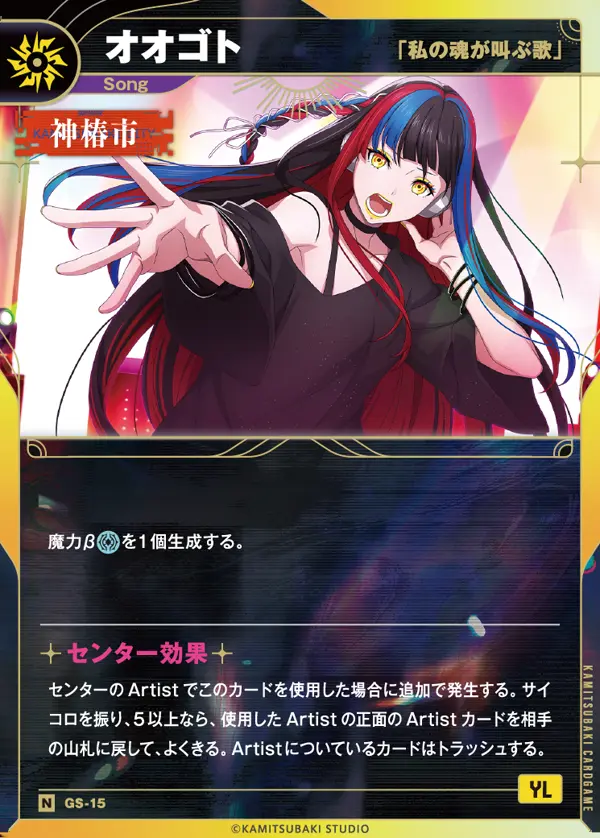 オオゴト
「私の魂が叫ぶ歌」
Song
神椿市
魔力βを1個生成する。
センター効果
センターのArtistでこのカードを使用した場合に追加で発生する。サイ
コロを振り、5以上なら、使用したArtistの正面のArtistカードを相手
の山札に戻して、よくきる。Artistについているカードはトラッシュする。
YL
N GS-15
KAMITSUBAKI CARDGAME
©KAMITSUBAKI STUDIO